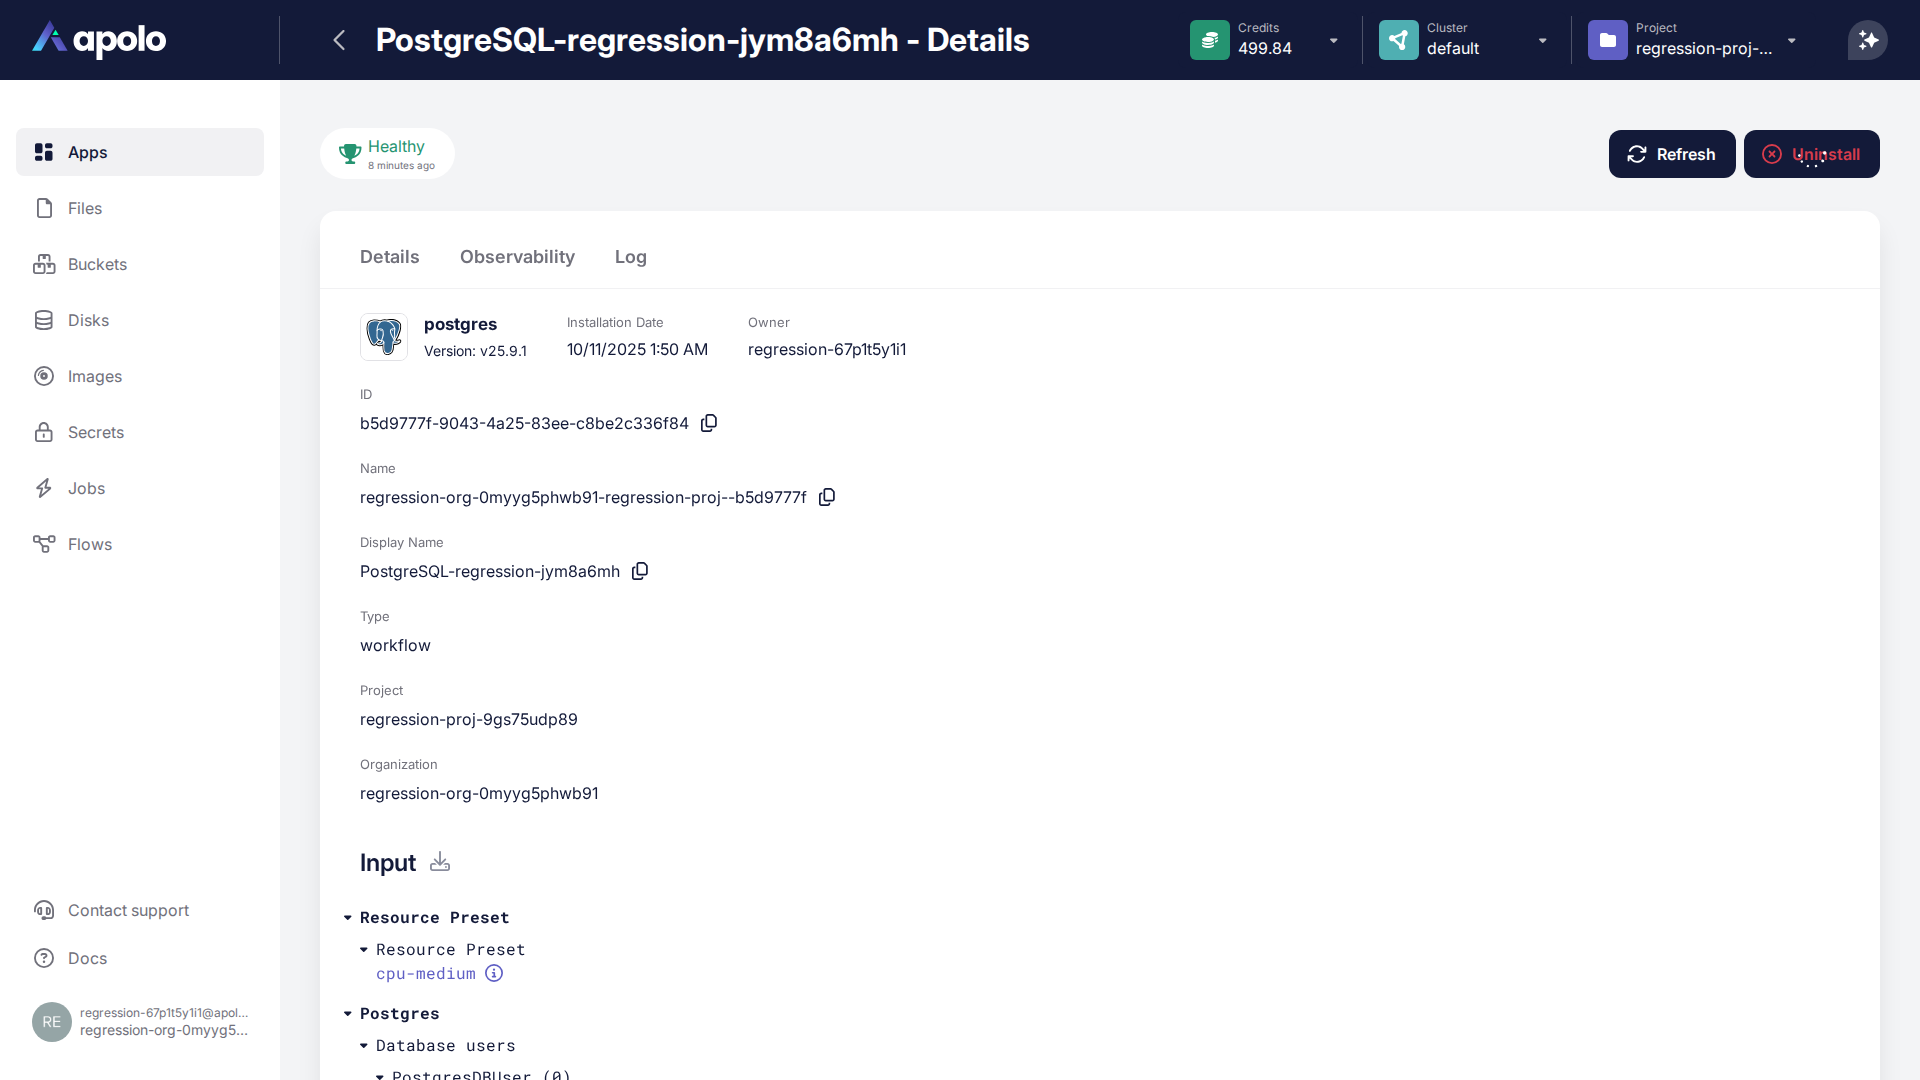 apolo
PostgreSQL-regression-jym8a6mh - Details
Credits
499.84
Cluster
default
Project
regression-proj-...
Apps
Files
Buckets
Disks
Images
Secrets
Jobs
Flows
Contact support
Docs
RE
regression-67p1t5y1i1@apol...
regression-org-0myyg5...
Healthy
8 minutes ago
Refresh
Uninstall
Details
Observability
Log
postgres
Version: v25.9.1
Installation Date
10/11/2025 1:50 AM
Owner
regression-67p1t5y1i1
ID
b5d9777f-9043-4a25-83ee-c8be2c336f84
Name
regression-org-0myyg5phwb91-regression-proj--b5d9777f
Display Name
PostgreSQL-regression-jym8a6mh
Type
workflow
Project
regression-proj-9gs75udp89
Organization
regression-org-0myyg5phwb91
Input
Resource Preset
Resource Preset
cpu-medium
Postgres
Database users
PostgresDBUser (0)